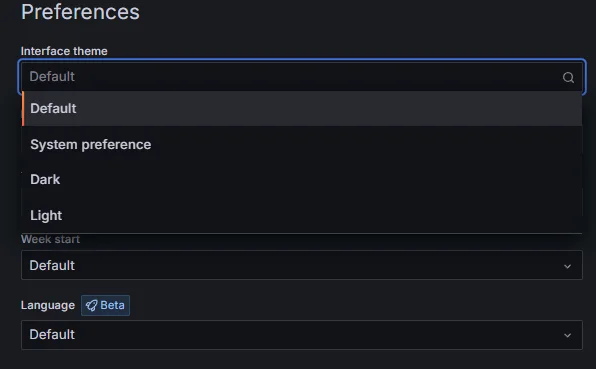 Preferences
Interface theme
Default
Default
System preference
Dark
Light
Week start
Default
Language Beta
Default